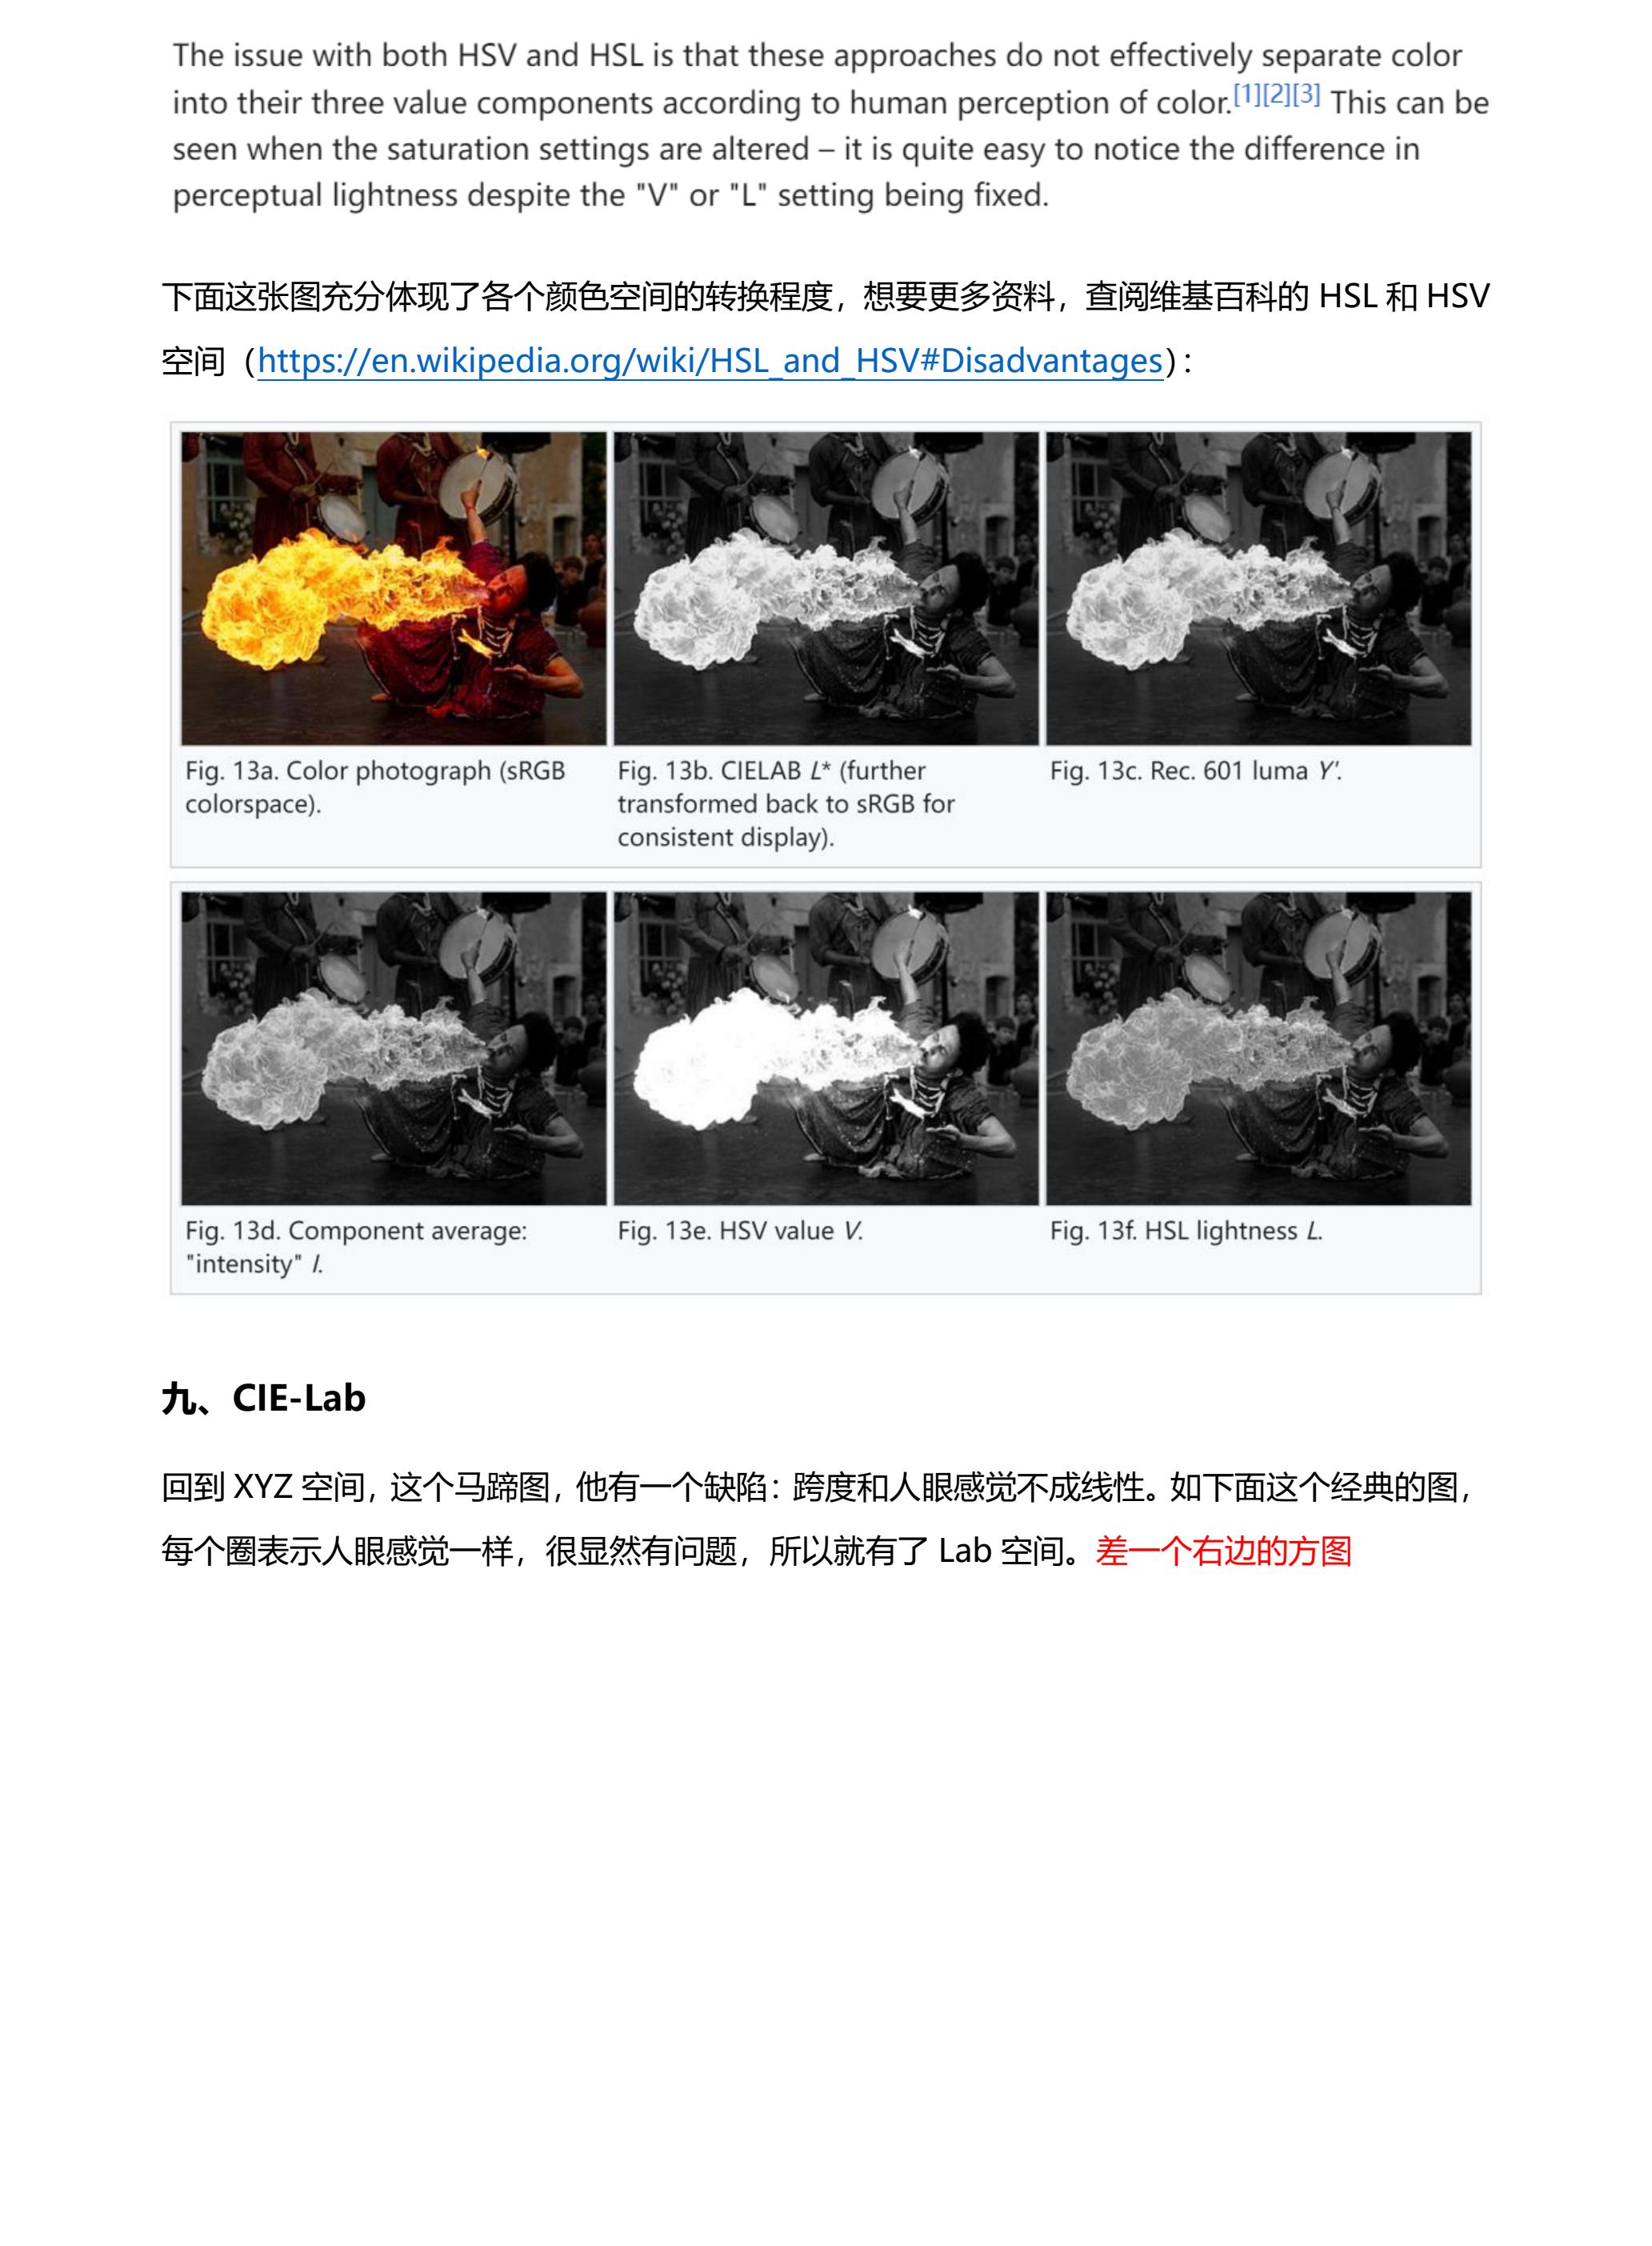 The issue with both HSV and HSL is that these approaches do not effectively separate color
into their three value components according to human perception of color.[1][2][3] This can be
seen when the saturation settings are altered – it is quite easy to notice the difference in
perceptual lightness despite the "V" or "L" setting being fixed.
下面这张图充分体现了各个颜色空间的转换程度，想要更多资料，查阅维基百科的 HSL 和 HSV
空间（https://en.wikipedia.org/wiki/HSL_and_HSV#Disadvantages）：
Fig. 13a. Color photograph (sRGB
colorspace).
Fig. 13b. CIELAB L* (further
transformed back to sRGB for
consistent display).
Fig. 13c. Rec. 601 luma Y′.
Fig. 13d. Component average:
"intensity" I.
Fig. 13e. HSV value V.
Fig. 13f. HSL lightness L.
九、CIE-Lab
回到 XYZ 空间，这个马蹄图，他有一个缺陷：跨度和人眼感觉不成线性。如下面这个经典的图，
每个圈表示人眼感觉一样，很显然有问题，所以就有了 Lab 空间。差一个右边的方图